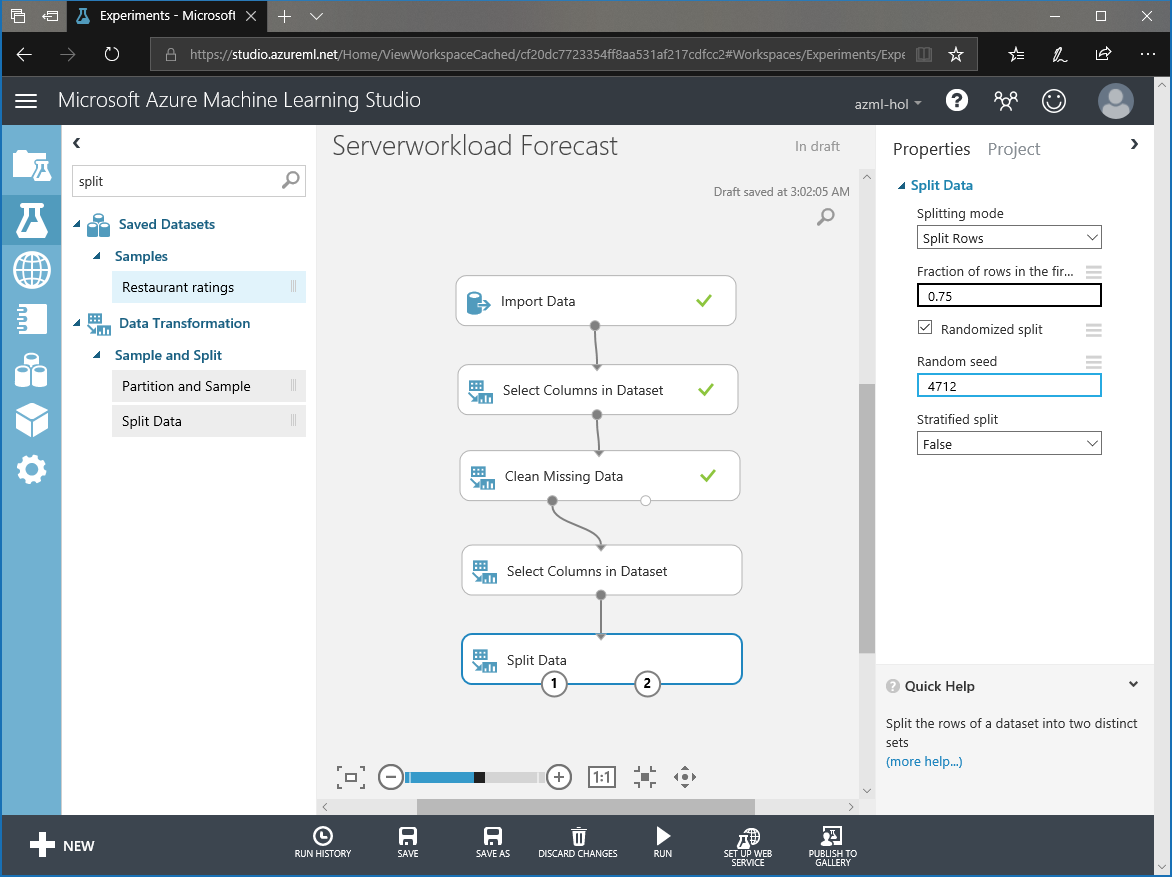 Experiments - Microsoft
https://studio.azureml.net/Home/ViewWorkspaceCached/cf20dc7723354ff8aa531af217cdfcc2#Workspaces/Experiments/Expe
Microsoft Azure Machine Learning Studio
azml-hol
split
Saved Datasets
Samples
Restaurant ratings
Data Transformation
Sample and Split
Partition and Sample
Split Data
Serverworkload Forecast
In draft
Draft saved at 3:02:05 AM
Import Data
Select Columns in Dataset
Clean Missing Data
Select Columns in Dataset
Split Data
1
2
1:1
Properties
Project
Split Data
Splitting mode
Split Rows
Fraction of rows in the fir...
0.75
Randomized split
Random seed
4712
Stratified split
False
? Quick Help
Split the rows of a dataset into two distinct
sets
(more help...)
NEW
RUN HISTORY
SAVE
SAVE AS
DISCARD CHANGES
RUN
SET UP WEB
SERVICE
PUBLISH TO
GALLERY